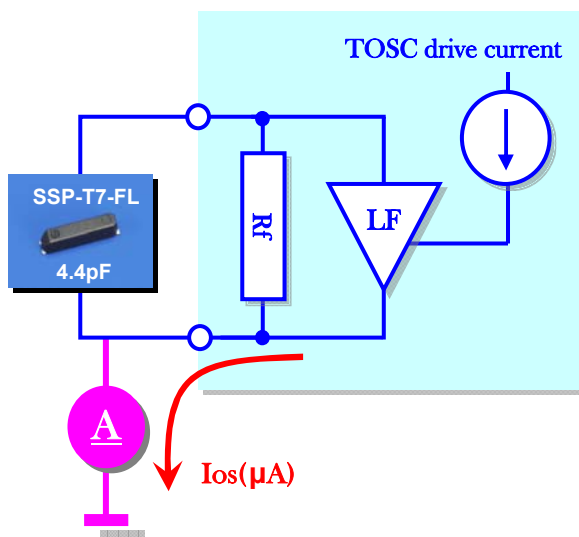 TOSC drive current
SSP-T7-FL
4.4pF
Rf
LF
A
Ios(μA)